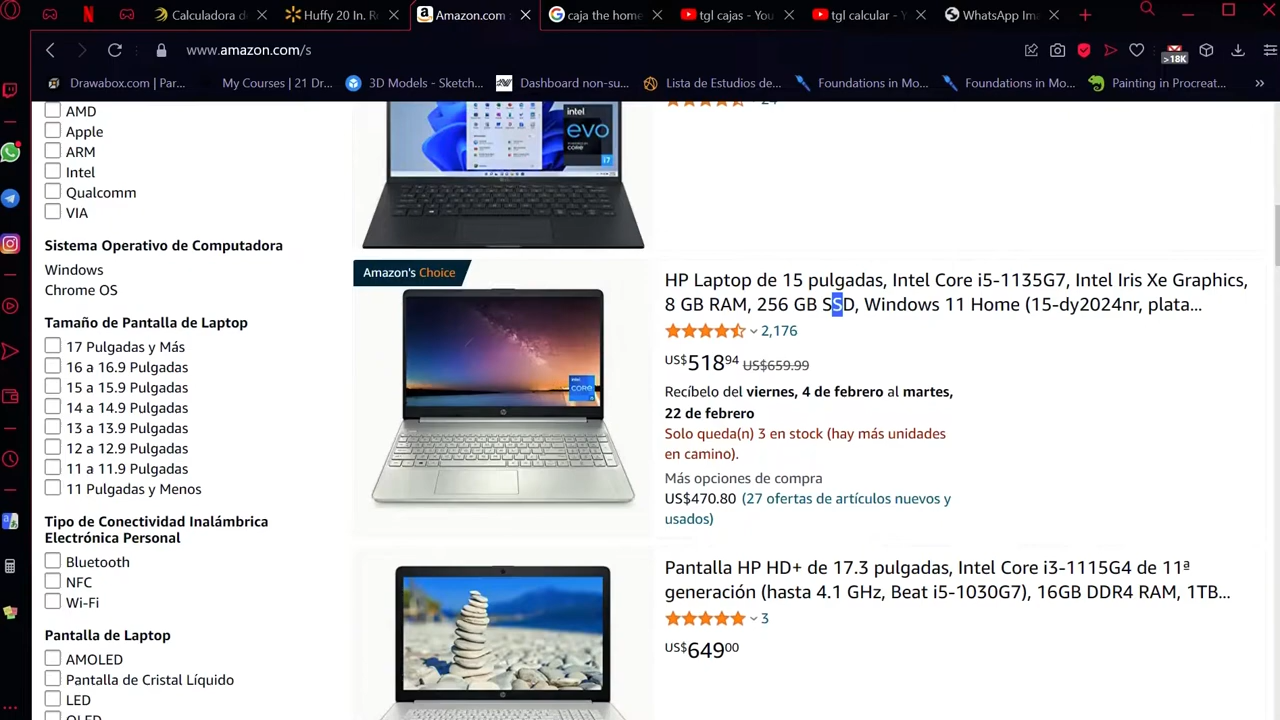 Calculadora d
Huffy 20 In. R
Amazon.com
caja the home
tgl cajas - You
tgl calcular - Y
WhatsApp Im
www.amazon.com/s
>18K
Drawabox.com | Par...
My Courses | 21 Dr...
3D Models - Sketch...
Dashboard non-su...
Lista de Estudios de...
Foundations in Mo...
Foundations in Mo...
Painting in Procreat...
AMD
Apple
ARM
Intel
Qualcomm
VIA
Sistema Operativo de Computadora
Windows
Chrome OS
Tamaño de Pantalla de Laptop
17 Pulgadas y Más
16 a 16.9 Pulgadas
15 a 15.9 Pulgadas
14 a 14.9 Pulgadas
13 a 13.9 Pulgadas
12 a 12.9 Pulgadas
11 a 11.9 Pulgadas
11 Pulgadas y Menos
Tipo de Conectividad Inalámbrica
Electrónica Personal
Bluetooth
NFC
Wi-Fi
Pantalla de Laptop
AMOLED
Pantalla de Cristal Líquido
LED
OLED
intel
evo
CORE
i7
24
Amazon's Choice
intel
CORE
HP Laptop de 15 pulgadas, Intel Core i5-1135G7, Intel Iris Xe Graphics,
8 GB RAM, 256 GB SSD, Windows 11 Home (15-dy2024nr, plata...
2,176
US$518.94 US$659.99
Recíbelo del viernes, 4 de febrero al martes,
22 de febrero
Solo queda(n) 3 en stock (hay más unidades
en camino).
Más opciones de compra
US$470.80 (27 ofertas de artículos nuevos y
usados)
Pantalla HP HD+ de 17.3 pulgadas, Intel Core i3-1115G4 de 11ª
generación (hasta 4.1 GHz, Beat i5-1030G7), 16GB DDR4 RAM, 1TB...
3
US$649.00